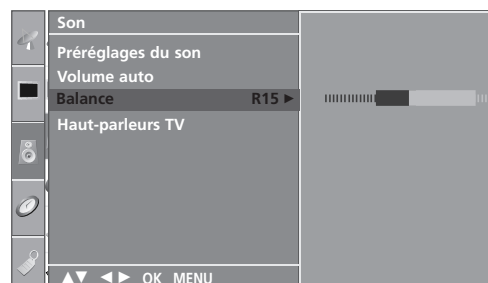 Son
Préréglages du son
Volume auto
Balance R15 ►
Haut-parleurs TV
▲▼ ◄► OK MENU